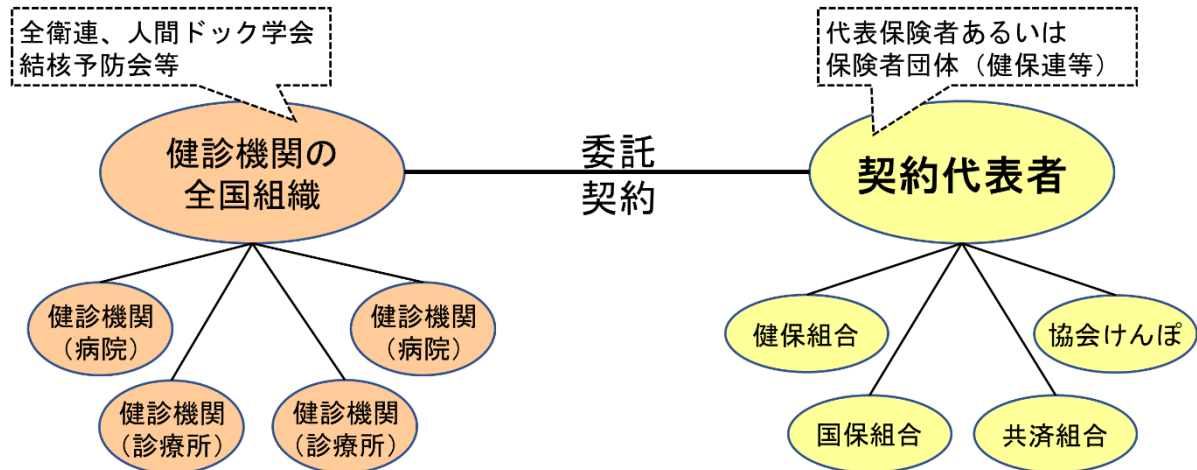 全衛連、人間ドック学会
結核予防会等
代表保険者あるいは
保険者団体（健保連等）
健診機関の
全国組織
委託
契約
契約代表者
健診機関
（病院）
健診機関
（病院）
健診機関
（診療所）
健診機関
（診療所）
健保組合
協会けんぽ
国保組合
共済組合